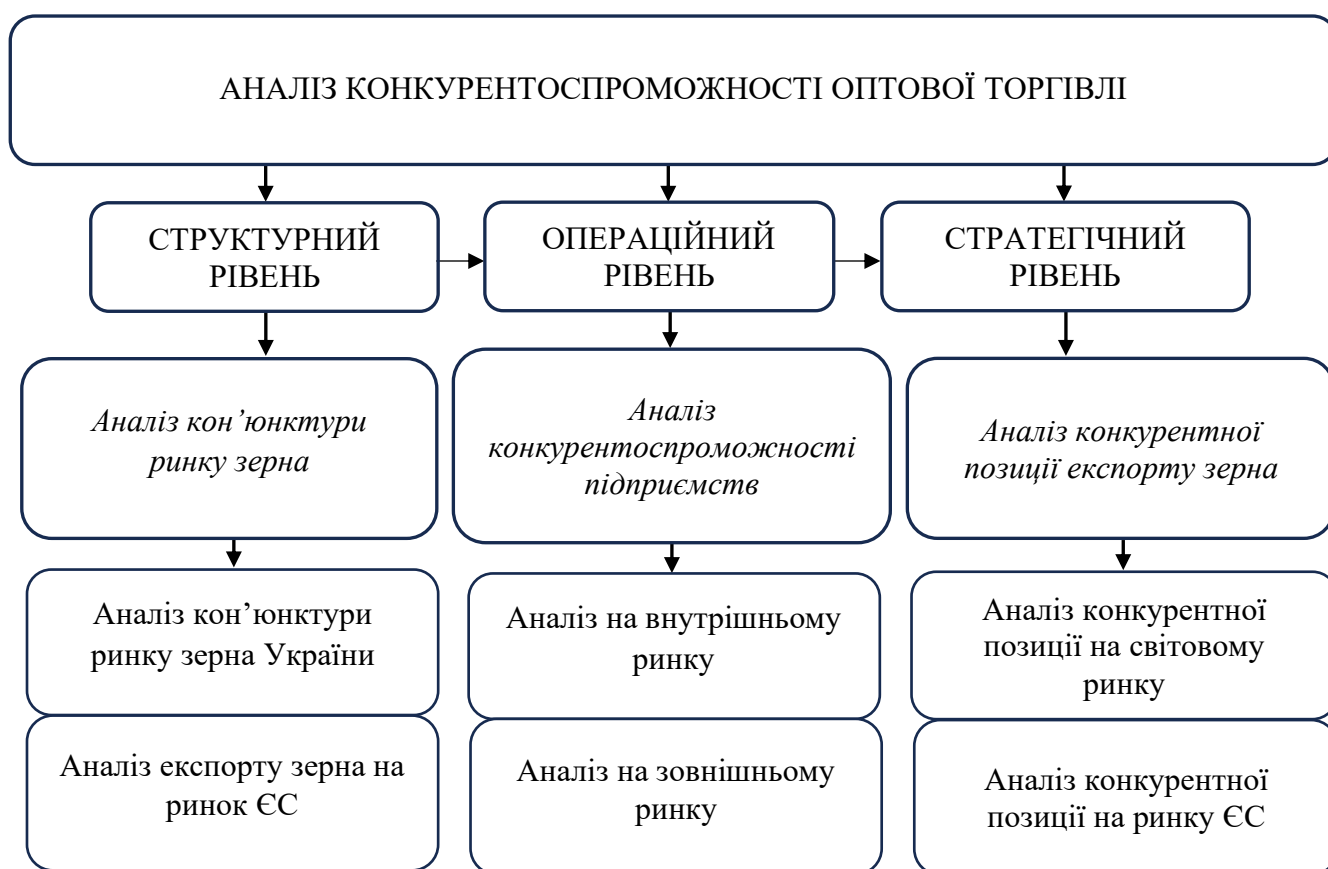 АНАЛІЗ КОНКУРЕНТОСПРОМОЖНОСТІ ОПТОВОЇ ТОРГІВЛІ
СТРУКТУРНИЙ
РІВЕНЬ
ОПЕРАЦІЙНИЙ
РІВЕНЬ
СТРАТЕГІЧНИЙ
РІВЕНЬ
Аналіз кон’юнктури
ринку зерна
Аналіз
конкурентоспроможності
підприємств
Аналіз конкурентної
позиції експорту зерна
Аналіз кон’юнктури
ринку зерна України
Аналіз на внутрішньому
ринку
Аналіз конкурентної
позиції на світовому
ринку
Аналіз експорту зерна на
ринок ЄС
Аналіз на зовнішньому
ринку
Аналіз конкурентної
позиції на ринку ЄС